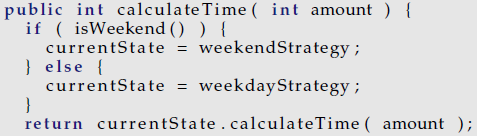 public int calculateTime( int amount ) {
if ( isWeekend() ) {
currentState = weekendStrategy;
} else {
currentState = weekdayStrategy;
}
return currentState.calculateTime( amount );